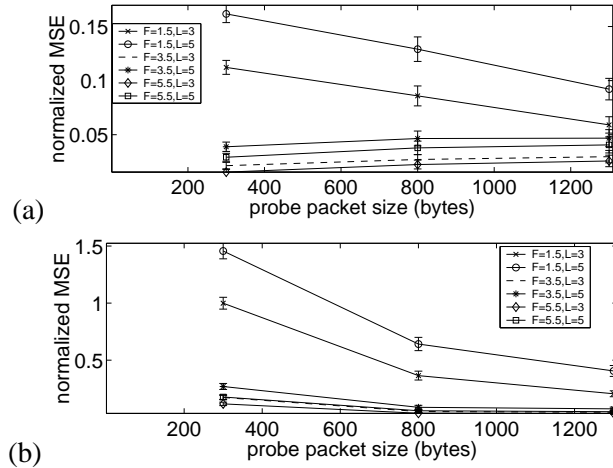 0.15
0.1
0.05
normalized MSE
F=1.5,L=3
F=1.5,L=5
F=3.5,L=3
F=3.5,L=5
F=5.5,L=3
F=5.5,L=5
200 400 600 800 1000 1200
probe packet size (bytes)
(a)
1.5
1
0.5
normalized MSE
F=1.5,L=3
F=1.5,L=5
F=3.5,L=3
F=3.5,L=5
F=5.5,L=3
F=5.5,L=5
200 400 600 800 1000 1200
probe packet size (bytes)
(b)